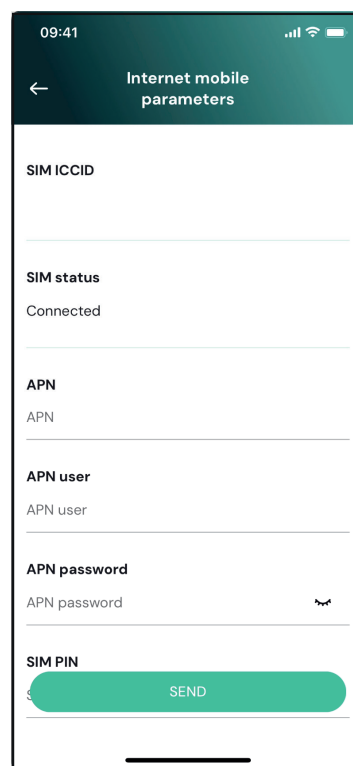 09:41
Internet mobile
parameters
SIM ICCID
SIM status
Connected
APN
APN
APN user
APN user
APN password
APN password
SIM PIN
SEND